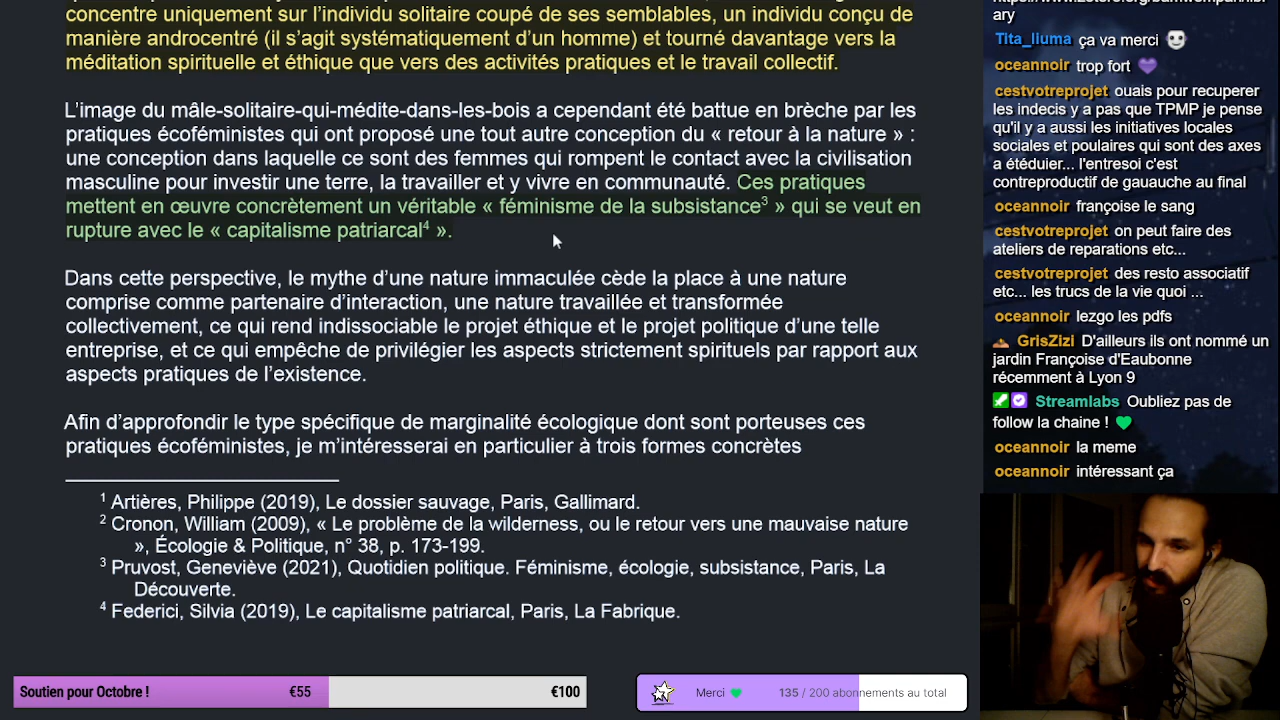 concentre uniquement sur l’individu solitaire coupé de ses semblables, un individu conçu de
manière androcentré (il s’agit systématiquement d’un homme) et tourné davantage vers la
méditation spirituelle et éthique que vers des activités pratiques et le travail collectif.
L’image du mâle-solitaire-qui-médite-dans-les-bois a cependant été battue en brèche par les
pratiques écoféministes qui ont proposé une tout autre conception du « retour à la nature » :
une conception dans laquelle ce sont des femmes qui rompent le contact avec la civilisation
masculine pour investir une terre, la travailler et y vivre en communauté. Ces pratiques
mettent en œuvre concrètement un véritable « féminisme de la subsistance³ » qui se veut en
rupture avec le « capitalisme patriarcal⁴ ».
Dans cette perspective, le mythe d’une nature immaculée cède la place à une nature
comprise comme partenaire d’interaction, une nature travaillée et transformée
collectivement, ce qui rend indissociable le projet éthique et le projet politique d’une telle
entreprise, et ce qui empêche de privilégier les aspects strictement spirituels par rapport aux
aspects pratiques de l’existence.
Afin d’approfondir le type spécifique de marginalité écologique dont sont porteuses ces
pratiques écoféministes, je m’intéresserai en particulier à trois formes concrètes
¹ Artières, Philippe (2019), Le dossier sauvage, Paris, Gallimard.
² Cronon, William (2009), « Le problème de la wilderness, ou le retour vers une mauvaise nature
», Écologie & Politique, n° 38, p. 173-199.
³ Pruvost, Geneviève (2021), Quotidien politique. Féminisme, écologie, subsistance, Paris, La
Découverte.
⁴ Federici, Silvia (2019), Le capitalisme patriarcal, Paris, La Fabrique.
Soutien pour Octobre ! €55 €100
Merci 135 / 200 abonnements au total
ary
Tita_liuma ça va merci
oceannoir trop fort
cestvotreprojet ouais pour recuperer
les indecis y a pas que TPMP je pense
qu'il y a aussi les initiatives locales
sociales et poulaires qui sont des axes
a étéduier... l'entresoi c'est
contreproductif de gauauche au final
oceannoir françoise le sang
cestvotreprojet on peut faire des
ateliers de reparations etc...
cestvotreprojet des resto associatif
etc... les trucs de la vie quoi ...
oceannoir lezgo les pdfs
GrisZizi D'ailleurs ils ont nommé un
jardin Françoise d'Eaubonne
récemment à Lyon 9
Streamlabs Oubliez pas de
follow la chaine !
oceannoir la meme
oceannoir intéressant ça